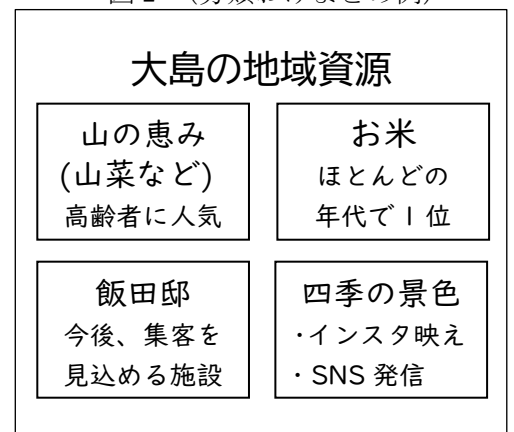 大島の地域資源
山の恵み
(山菜など)
高齢者に人気
お米
ほとんどの
年代で1位
飯田邸
今後、集客を
見込める施設
四季の景色
・インスタ映え
・SNS 発信